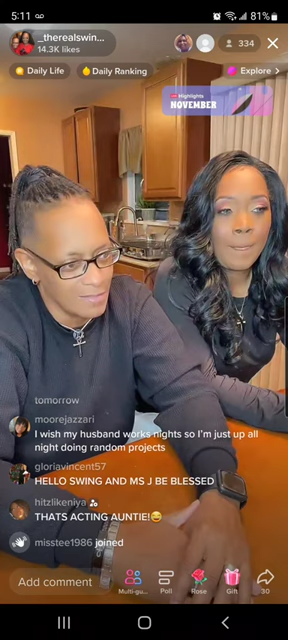 5:11
81%
_therealswin...
14.3K likes
334
Daily Life
Daily Ranking
Explore >
Highlights
NOVEMBER
tomorrow
moorejazzari
I wish my husband works nights so I'm just up all
night doing random projects
gloriavincent57
HELLO SWING AND MS J BE BLESSED
hitzlikeniya
THATS ACTING AUNTIE!😂
misstee1986 joined
Add comment
Multi-gu...
Poll
Rose
Gift
30